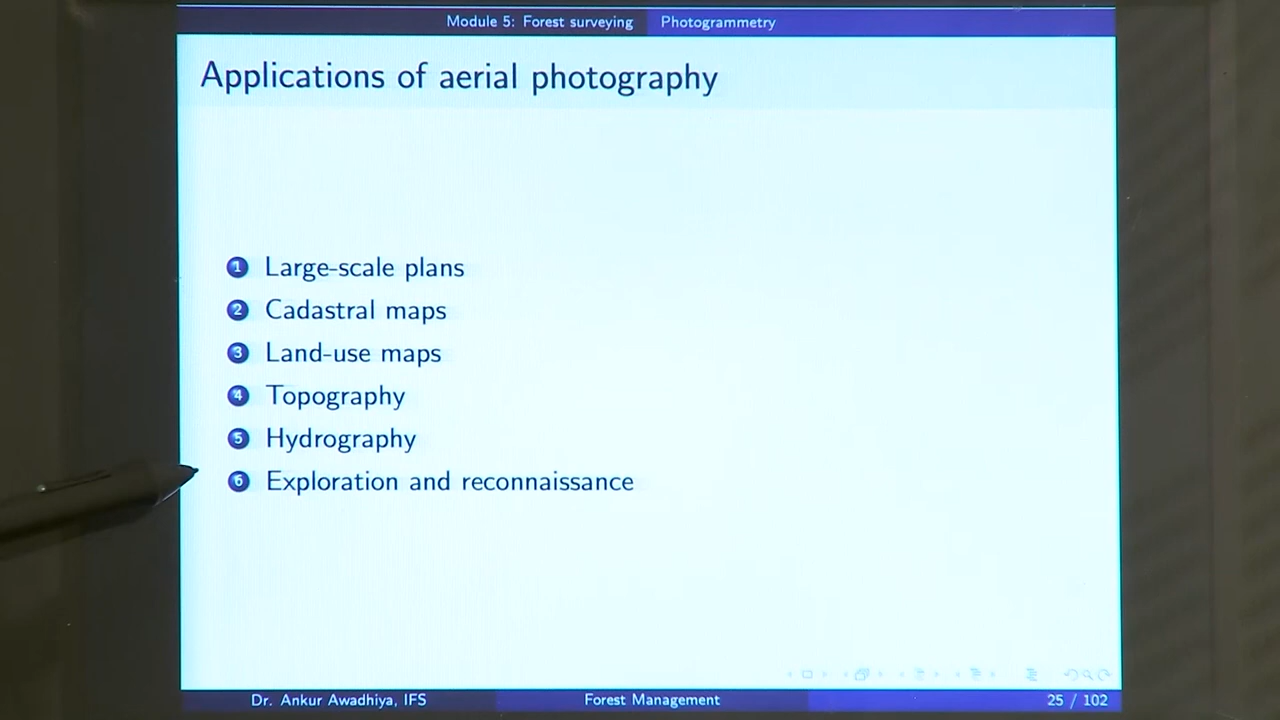 Module 5: Forest surveying Photogrammetry
Applications of aerial photography
1 Large-scale plans
2 Cadastral maps
3 Land-use maps
4 Topography
5 Hydrography
6 Exploration and reconnaissance
Dr. Ankur Awadhiya, IFS Forest Management 25 / 102